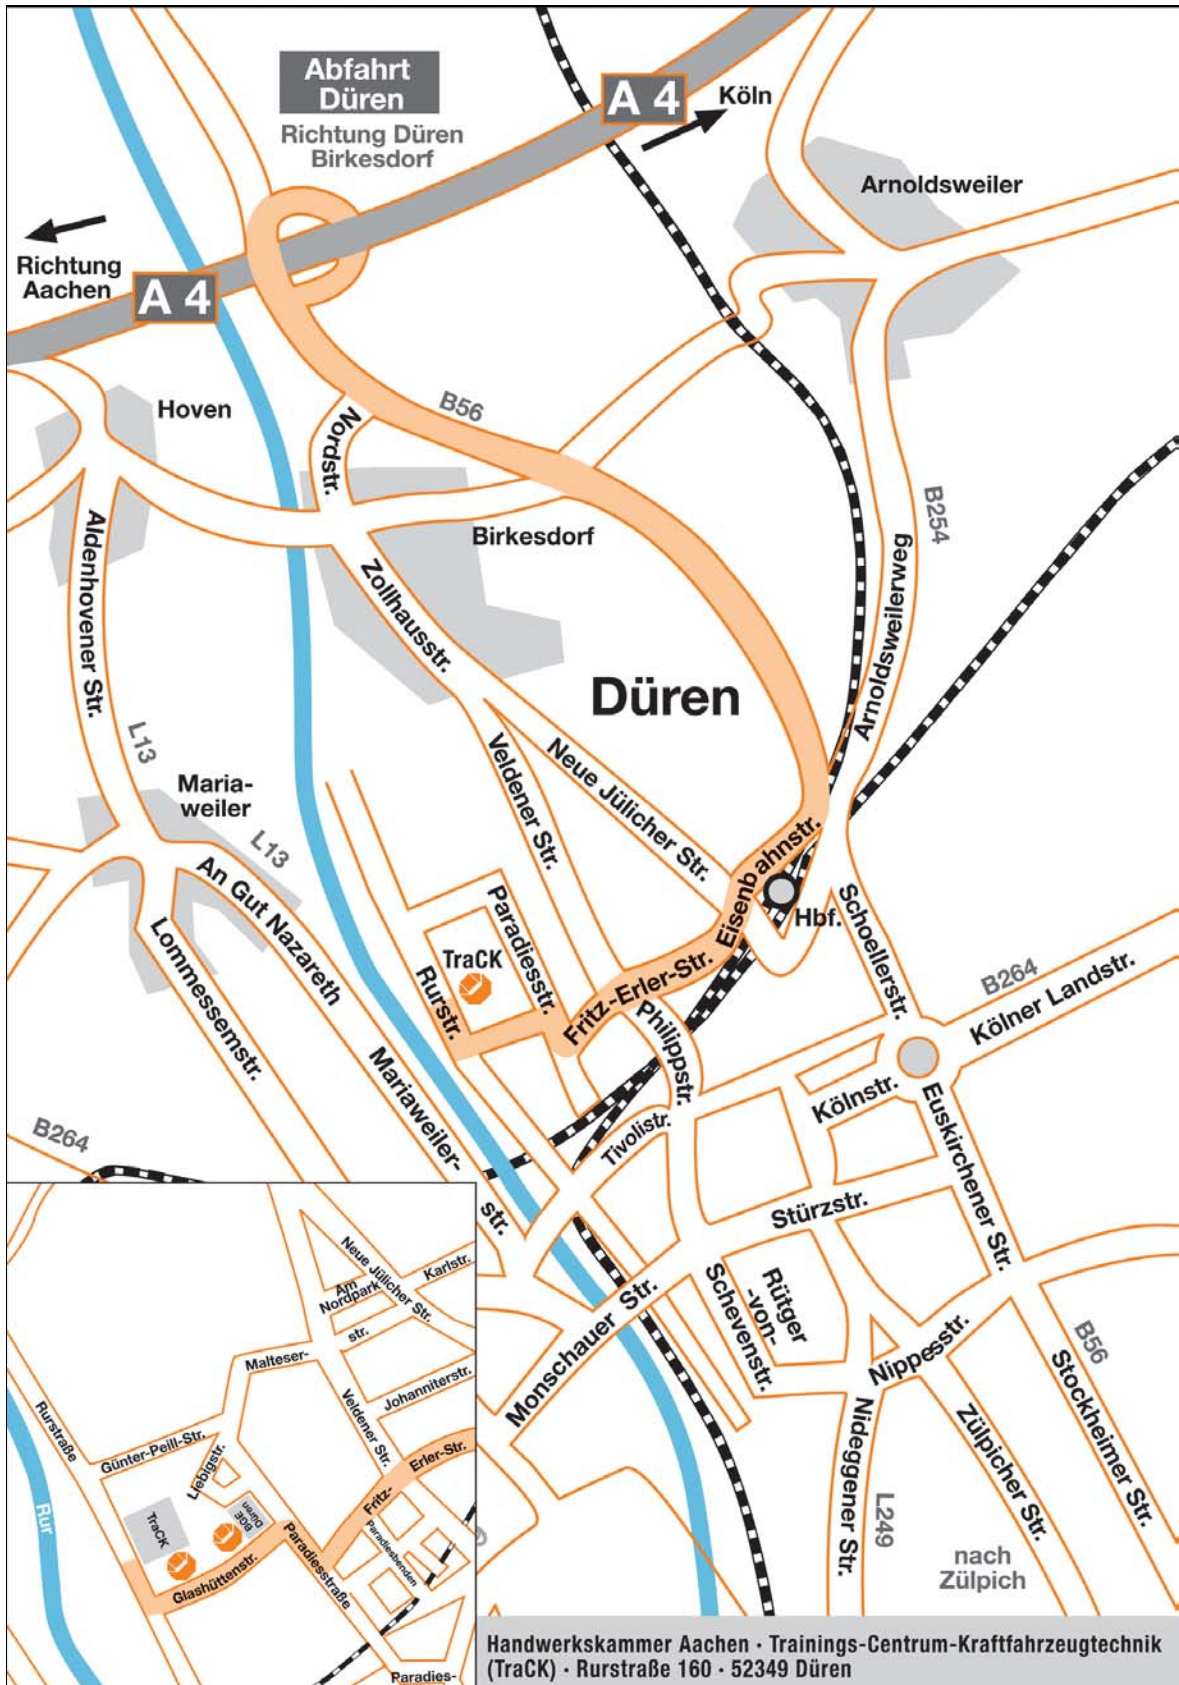 Abfahrt
Düren
Richtung Düren
Birkesdorf
A 4
Köln
Arnoldsweiler
Richtung
Aachen
A 4
Hoven
B56
Nordstr.
Birkesdorf
B254
Aldenhovener Str.
Zollhausstr.
Arnoldsweilerweg
Düren
L13
Maria-
weiler
L13
Veldener Str.
Neue Jülicher Str.
Eisenbahnstr.
An Gut Nazareth
Paradiesstr.
Hbf.
Schoellerstr.
Lommessemstr.
TraCK
Rurstr.
Fritz-Erler-Str.
B264
Kölner Landstr.
Philippstr.
Mariaweiler-
str.
Kölnstr.
Euskirchener Str.
B264
Tivolistr.
Stürzstr.
Monschauer Str.
Rütger
-von-
Schevenstr.
Nippesstr.
B56
Stockheimer Str.
Nideggener Str.
Zülpicher Str.
L249
nach
Zülpich
Neue Jülicher Str.
Karlstr.
Am
Nordpark
str.
Malteser-
Johanniterstr.
Veldener Str.
Rurstraße
Günter-Peill-Str.
Liebigstr.
Fritz-
Erler-Str.
Rur
TraCK
BGE
Düren
Paradiesbenden
Glashüttenstr.
Paradiesstraße
Paradies-
Handwerkskammer Aachen · Trainings-Centrum-Kraftfahrzeugtechnik
(TraCK) · Rurstraße 160 · 52349 Düren